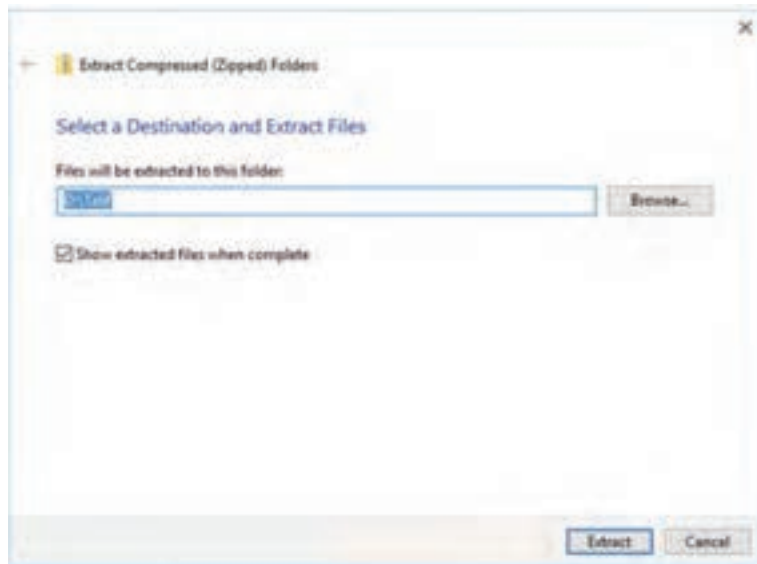 Extract Compressed (Zipped) Folders
Select a Destination and Extract Files
Files will be extracted to this folder:
Browse...
Show extracted files when complete
Extract
Cancel